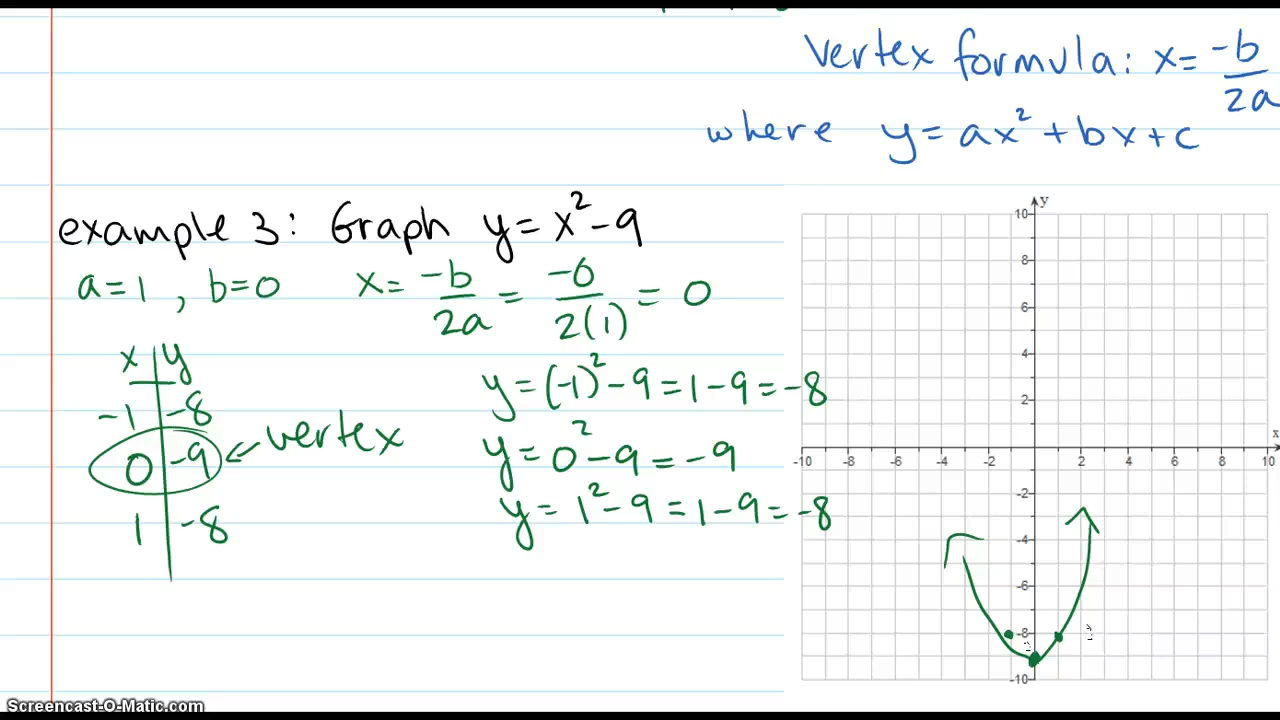 vertex formula: x = -b/2a
where y = ax² + bx + c
example 3: Graph y = x² - 9
a = 1 , b = 0 x = -b/2a = -0/2(1) = 0
x y
-1 -8
0 -9 ← vertex
1 -8
y = (-1)² - 9 = 1 - 9 = -8
y = 0² - 9 = -9
y = 1² - 9 = 1 - 9 = -8
y
10
8
6
4
2
-10 -8 -6 -4 -2 2 4 6 8 10 x
-2
-4
-6
-8
-10
Screencast-O-Matic.com